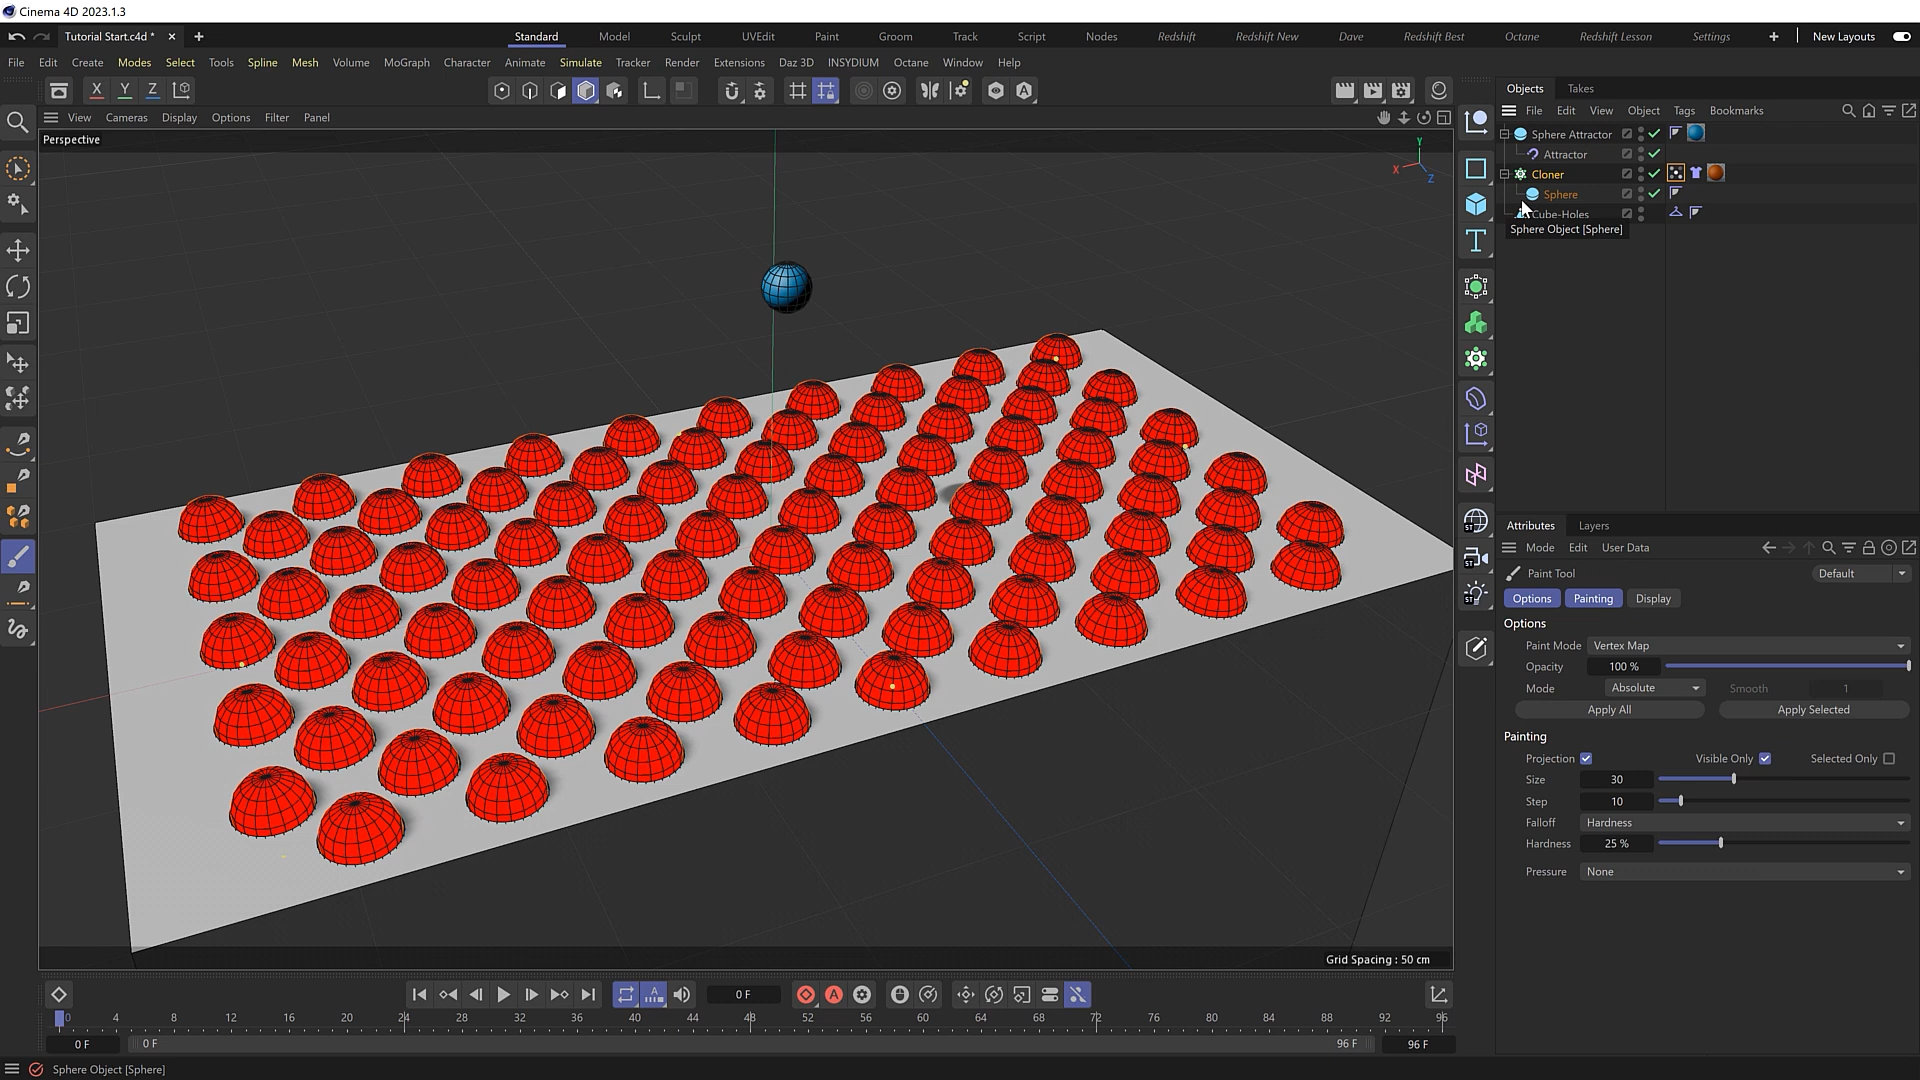 Cinema 4D 2023.1.3
Tutorial Start.c4d *
Standard Model Sculpt UVEdit Paint Groom Track Script Nodes Redshift Redshift New Dave Redshift Best Octane Redshift Lesson Settings New Layouts
File Edit Create Modes Select Tools Spline Mesh Volume MoGraph Character Animate Simulate Tracker Render Extensions Daz 3D INSYDIUM Octane Window Help
X Y Z
Objects Takes
View Cameras Display Options Filter Panel
File Edit View Object Tags Bookmarks
Perspective
Y
X
Z
Sphere Attractor
Attractor
Cloner
Sphere
Cube-Holes
Sphere Object [Sphere]
Attributes Layers
Mode Edit User Data
Paint Tool Default
Options Painting Display
Options
Paint Mode Vertex Map
Opacity 100 %
Mode Absolute Smooth 1
Apply All Apply Selected
Painting
Projection Visible Only Selected Only
Size 30
Step 10
Falloff Hardness
Hardness 25 %
Pressure None
Grid Spacing : 50 cm
0 F
0 4 8 12 16 20 24 28 32 36 40 44 48 52 56 60 64 68 72 76 80 84 88 92 96
0 F 0 F 96 F 96 F
Sphere Object [Sphere]